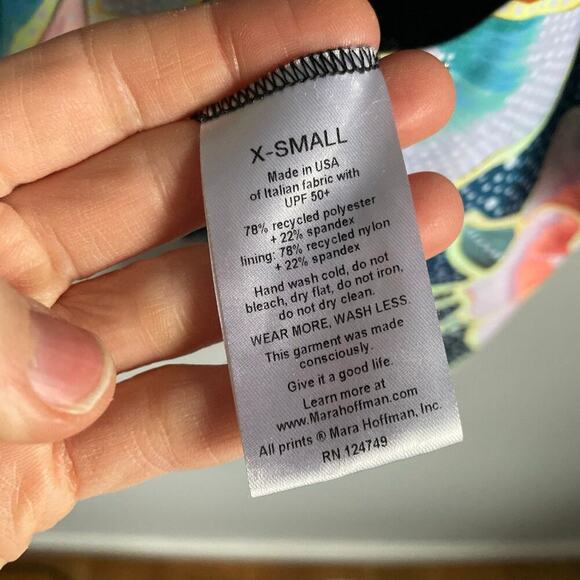 X-SMALL
Made in USA
of Italian fabric with
UPF 50+
78% recycled polyester
+ 22% spandex
lining: 78% recycled nylon
+ 22% spandex
Hand wash cold, do not
bleach, dry flat, do not iron,
do not dry clean.
WEAR MORE, WASH LESS.
This garment was made
consciously.
Give it a good life.
Learn more at
www.Marahoffman.com
All prints ® Mara Hoffman, Inc.
RN 124749